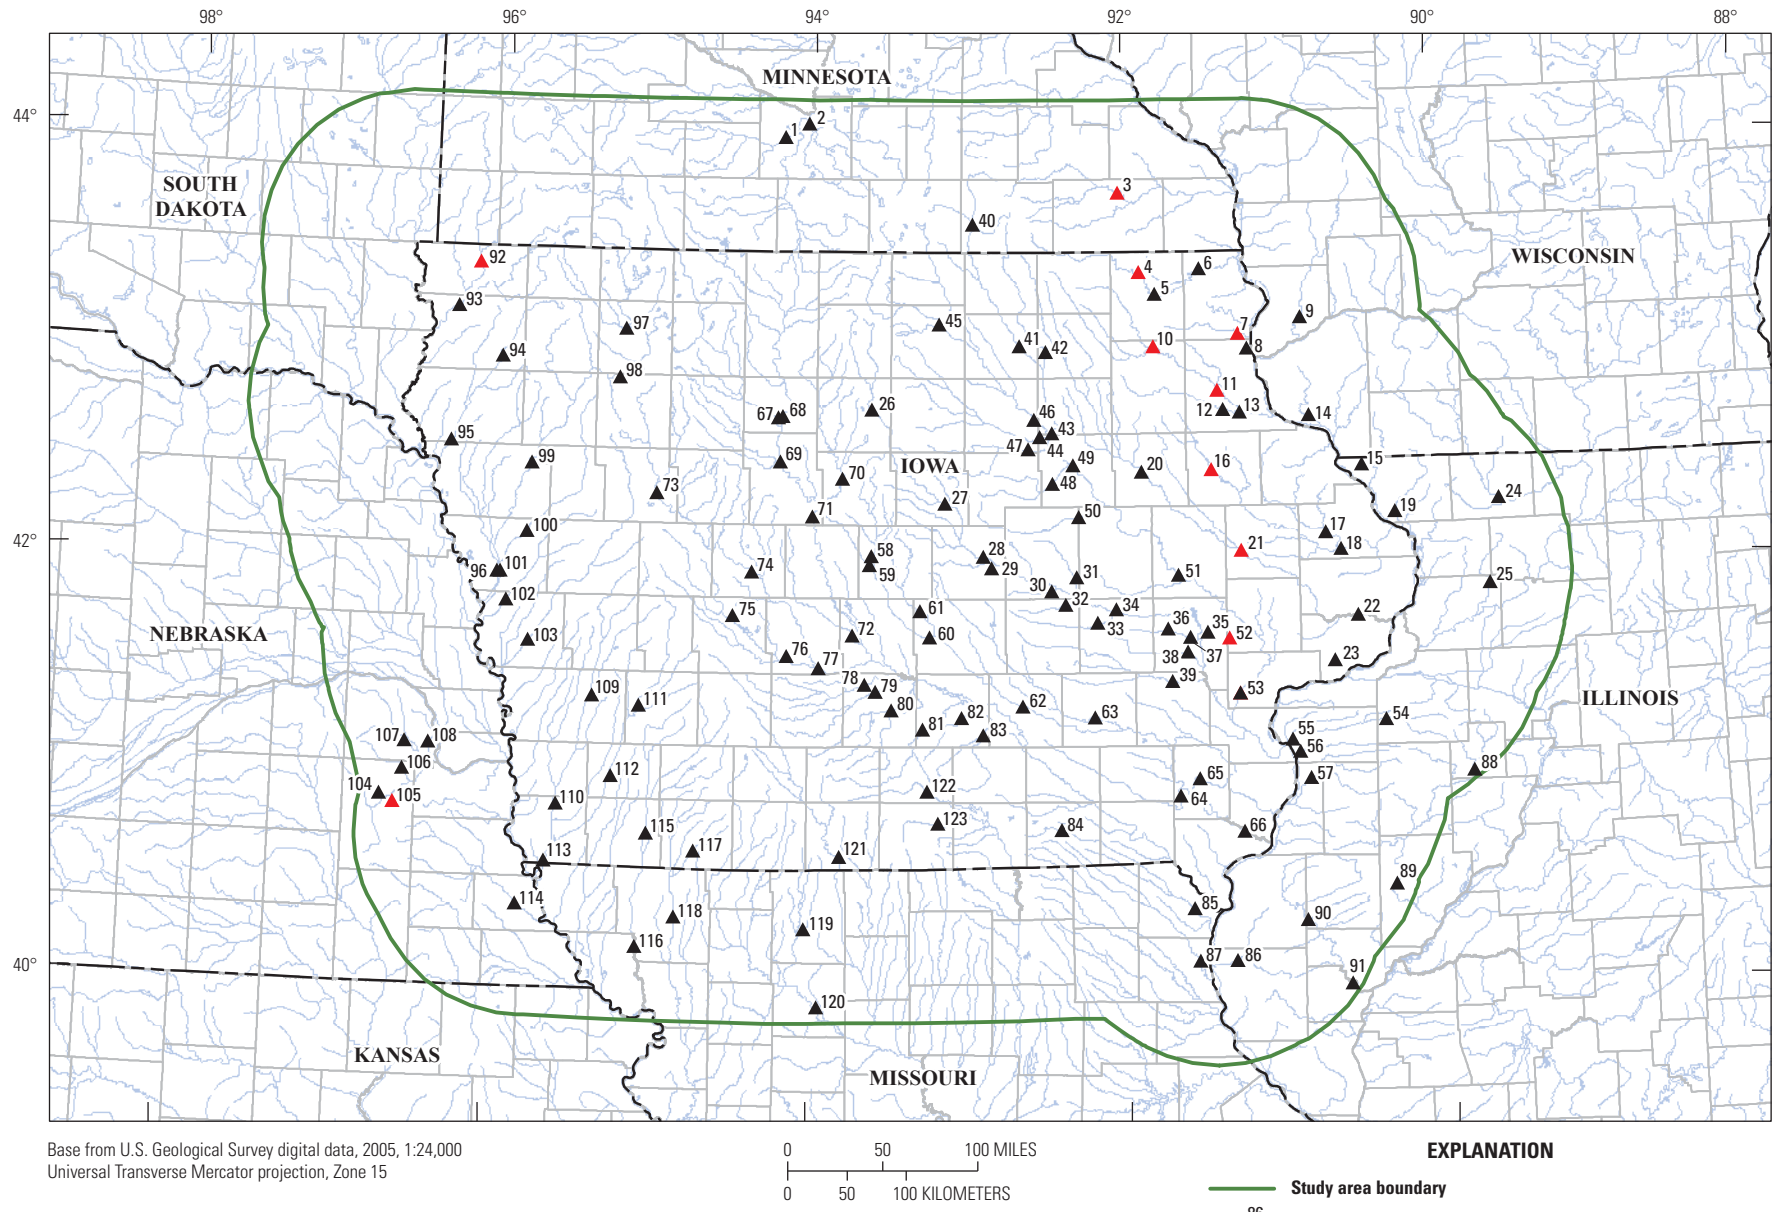 98° 96° 94° 92° 90° 88°
MINNESOTA
44°
1 2
SOUTH
DAKOTA
3
40
WISCONSIN
92
4 6
5
93
9
97 45 7
41 42 10 8
94
98
11
26
67 68 12 13 14
46
95 43
47 44
99 69 IOWA 49 20 16 15
70
73 48 24
27
71 50 19
100 17
42°
18
21
58 28
96 101 74 59 29 31 51 25
30
102 32
75 61 34 22
NEBRASKA
103 72 60 33 36 35 52
38 37
76 77 23
78 79 39
109 111 53 ILLINOIS
80 62
82 63 54
107 108 81 83 55
56
106 88
112 65 57
104 105 110 122 64
115 123 84 66
113 117 121
89
114 118 85 90
119
116
40°
87 86 91
120
KANSAS
MISSOURI
Base from U.S. Geological Survey digital data, 2005, 1:24,000
Universal Transverse Mercator projection, Zone 15
0 50 100 MILES
0 50 100 KILOMETERS
EXPLANATION
Study area boundary
86